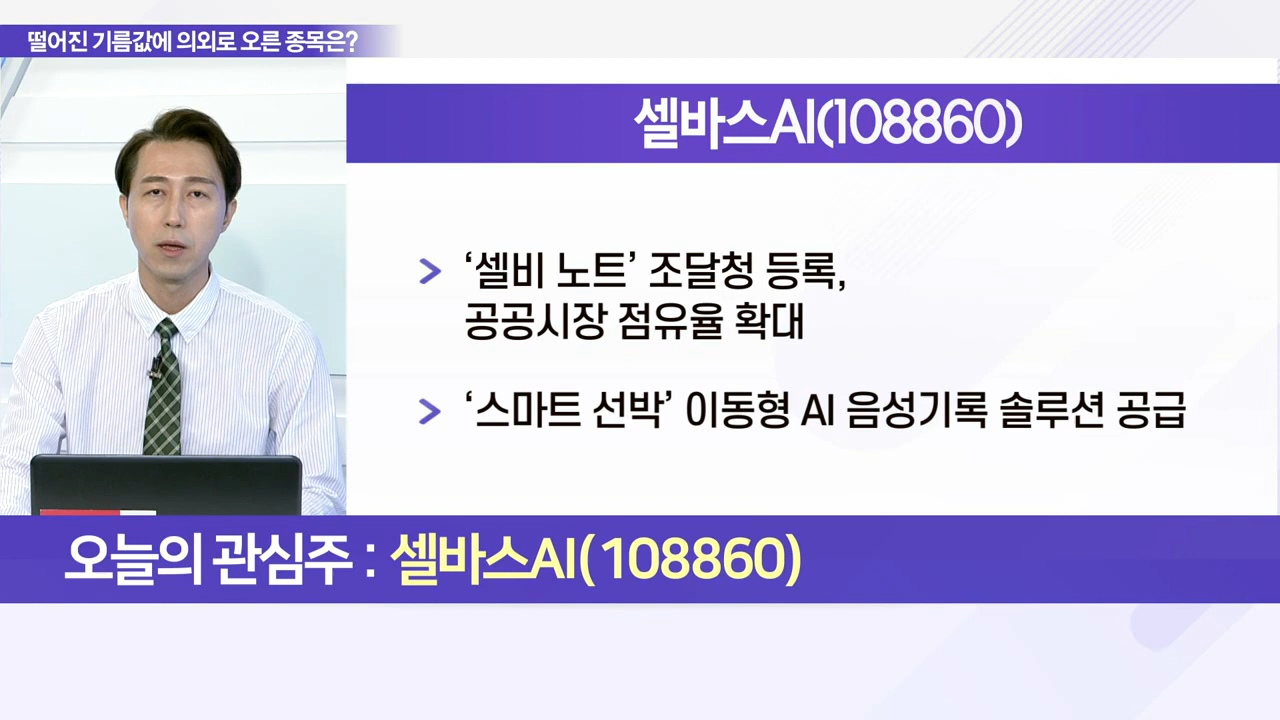 떨어진 기름값에 의외로 오른 종목은?
셀바스AI(108860)
> ‘셀비 노트’ 조달청 등록,
공공시장 점유율 확대
> ‘스마트 선박’ 이동형 AI 음성기록 솔루션 공급
오늘의 관심주 : 셀바스AI(108860)